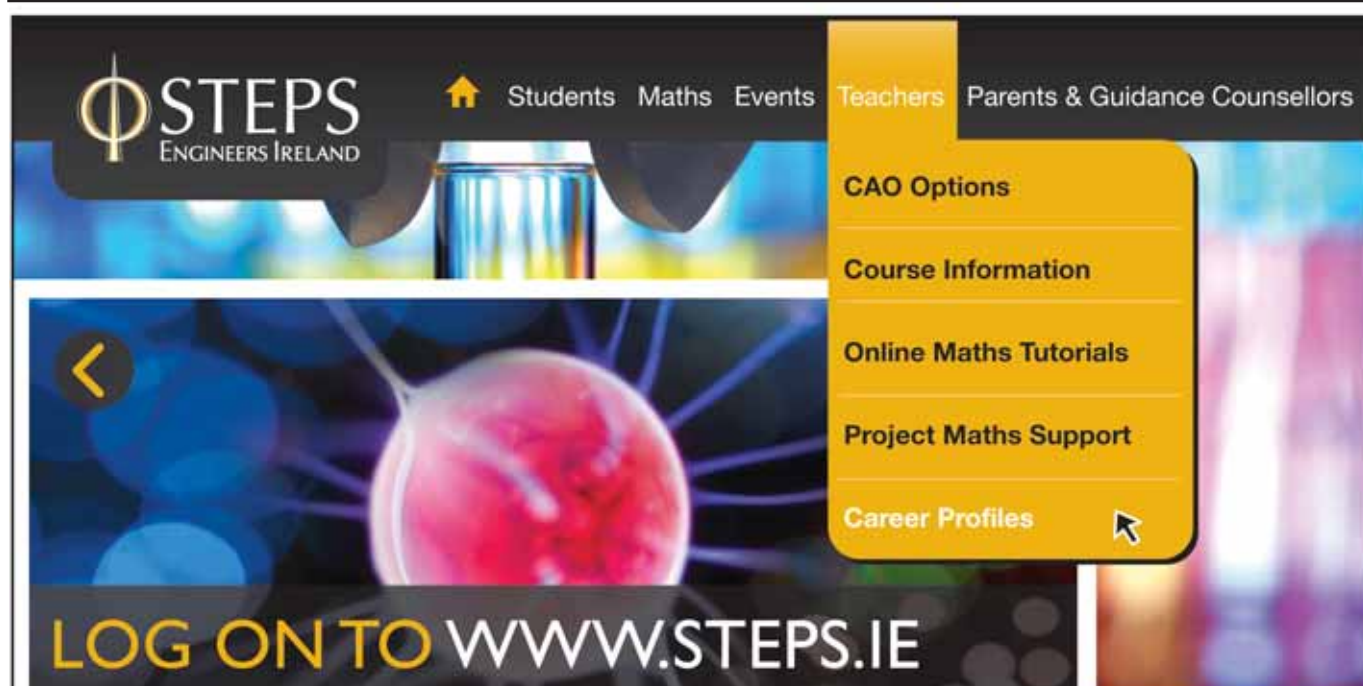 STEPS
ENGINEERS IRELAND
Students Maths Events Teachers Parents & Guidance Counsellors
CAO Options
Course Information
Online Maths Tutorials
Project Maths Support
Career Profiles
LOG ON TO WWW.STEPS.IE